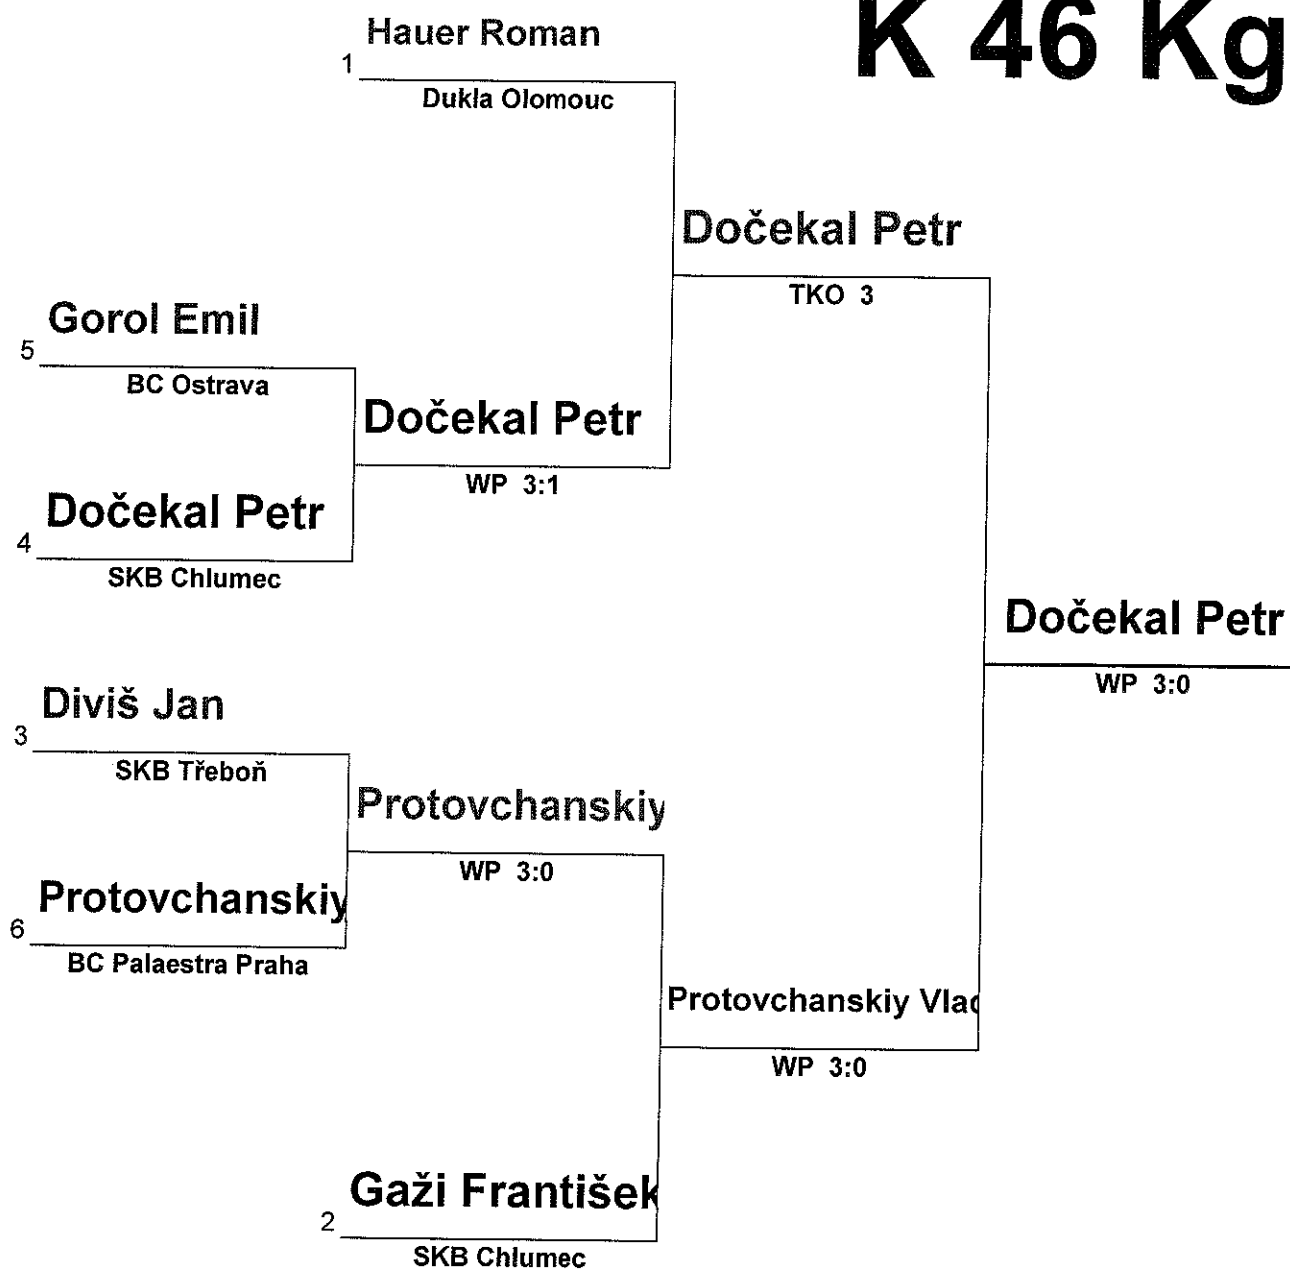 K 46 Kg
Hauer Roman
1
Dukla Olomouc
Dočekal Petr
TKO 3
Gorol Emil
5
BC Ostrava
Dočekal Petr
WP 3:1
Dočekal Petr
4
SKB Chlumec
Dočekal Petr
WP 3:0
Diviš Jan
3
SKB Třeboň
Protovchanskiy
WP 3:0
Protovchanskiy
6
BC Palaestra Praha
Protovchanskiy Vlad
WP 3:0
Gaži František
2
SKB Chlumec